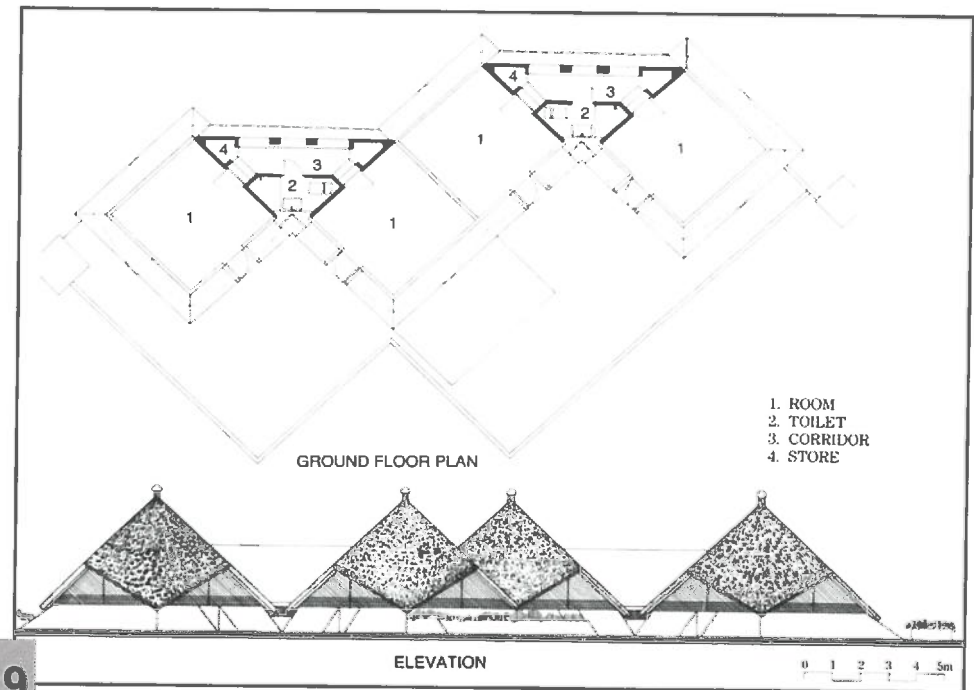 4
3
2
1
1
4
3
2
1
1
1. ROOM
2. TOILET
3. CORRIDOR
4. STORE
GROUND FLOOR PLAN
ELEVATION
0 1 2 3 4 5m
9